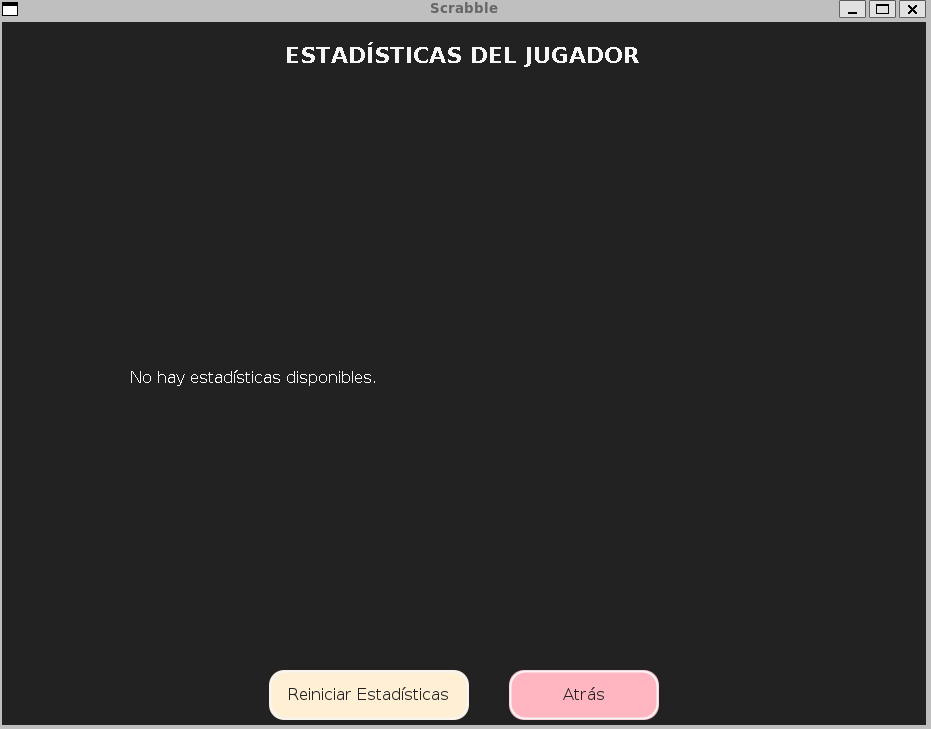 Scrabble
ESTADÍSTICAS DEL JUGADOR
No hay estadísticas disponibles.
Reiniciar Estadísticas
Atrás